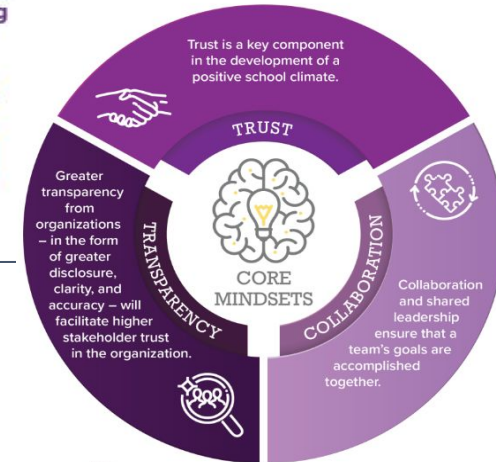 g
Trust is a key component
in the development of a
positive school climate.
TRUST
Greater
transparency
from
organizations
– in the form
of greater
disclosure,
clarity, and
accuracy – will
facilitate higher
stakeholder trust
in the organization.
TRANSPARENCY
CORE
MINDSETS
COLLABORATION
Collaboration
and shared
leadership
ensure that a
team's goals are
accomplished
together.